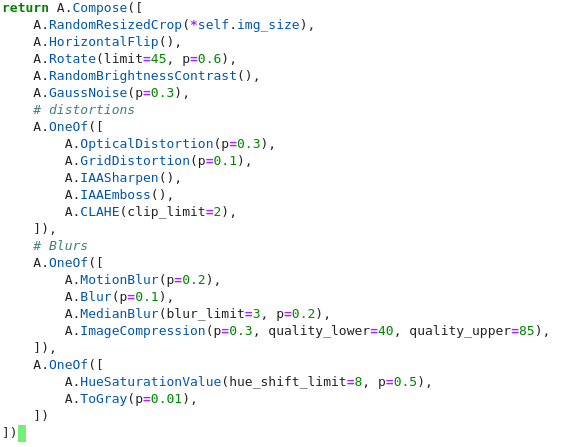 return A.Compose([
    A.RandomResizedCrop(*self.img_size),
    A.HorizontalFlip(),
    A.Rotate(limit=45, p=0.6),
    A.RandomBrightnessContrast(),
    A.GaussNoise(p=0.3),
    # distortions
    A.OneOf([
        A.OpticalDistortion(p=0.3),
        A.GridDistortion(p=0.1),
        A.IAASharpen(),
        A.IAAEmboss(),
        A.CLAHE(clip_limit=2),
    ]),
    # Blurs
    A.OneOf([
        A.MotionBlur(p=0.2),
        A.Blur(p=0.1),
        A.MedianBlur(blur_limit=3, p=0.2),
        A.ImageCompression(p=0.3, quality_lower=40, quality_upper=85),
    ]),
    A.OneOf([
        A.HueSaturationValue(hue_shift_limit=8, p=0.5),
        A.ToGray(p=0.01),
    ])
])